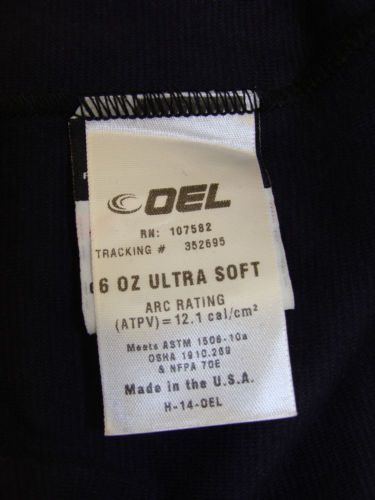 OEL
RN: 107582
TRACKING # 352695
6 OZ ULTRA SOFT
ARC RATING
(ATPV) = 12.1 cal/cm²
Meets ASTM 1506-10a
OSHA 1910.269
& NFPA 70E
Made in the U.S.A.
H-14-OEL